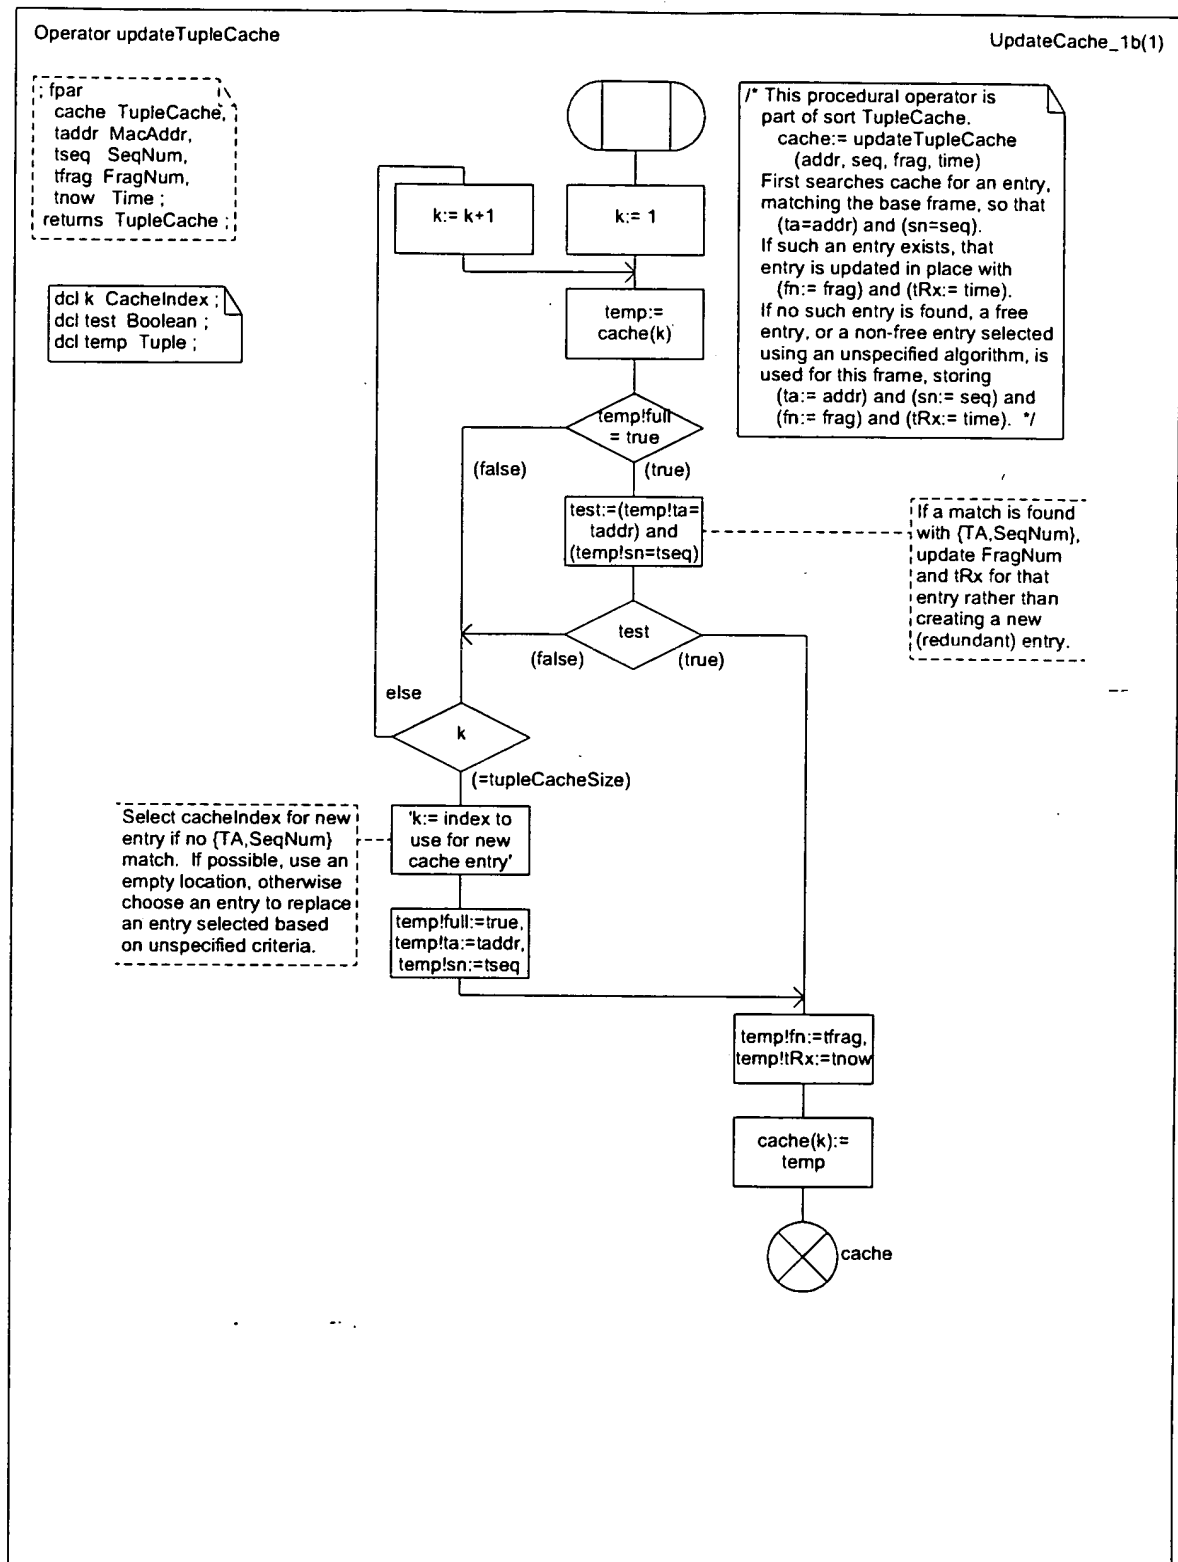 Operator updateTupleCache
UpdateCache_1b(1)
; fpar
cache TupleCache,
taddr MacAddr,
tseq SeqNum,
tfrag FragNum,
tnow Time ;
returns TupleCache ;
dcl k CacheIndex ;
dcl test Boolean ;
dcl temp Tuple ;
/* This procedural operator is
part of sort TupleCache.
cache:= updateTupleCache
(addr, seq, frag, time)
First searches cache for an entry,
matching the base frame, so that
(ta=addr) and (sn=seq).
If such an entry exists, that
entry is updated in place with
(fn:= frag) and (tRx:= time).
If no such entry is found, a free
entry, or a non-free entry selected
using an unspecified algorithm, is
used for this frame, storing
(ta:= addr) and (sn:= seq) and
(fn:= frag) and (tRx:= time). */
k:= k+1
k:= 1
temp:=
cache(k)
temp!full
= true
(false)
(true)
test:=(temp!ta=
taddr) and
(temp!sn=tseq)
If a match is found
with {TA,SeqNum},
update FragNum
and tRx for that
entry rather than
creating a new
(redundant) entry.
test
(false)
(true)
else
k
(=tupleCacheSize)
Select cacheIndex for new
entry if no {TA,SeqNum}
match. If possible, use an
empty location, otherwise
choose an entry to replace
an entry selected based
on unspecified criteria.
'k:= index to
use for new
cache entry'
temp!full:=true,
temp!ta:=taddr,
temp!sn:=tseq
temp!fn:=tfrag,
temp!tRx:=tnow
cache(k):=
temp
cache